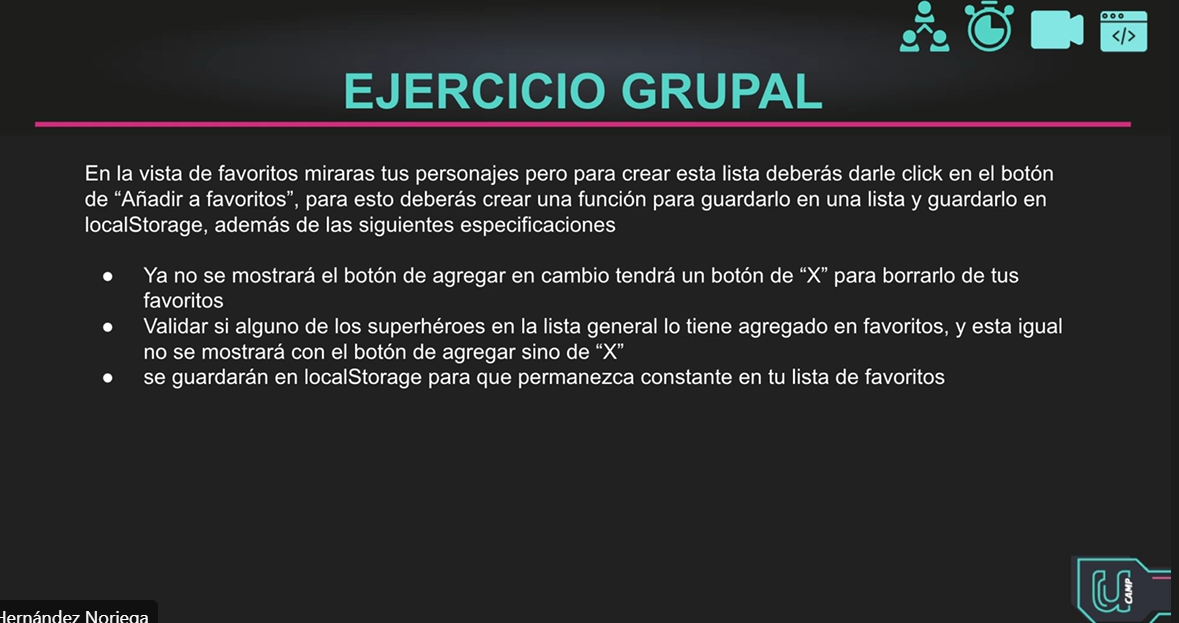 </>
EJERCICIO GRUPAL
En la vista de favoritos miraras tus personajes pero para crear esta lista deberás darle click en el botón
de “Añadir a favoritos”, para esto deberás crear una función para guardarlo en una lista y guardarlo en
localStorage, además de las siguientes especificaciones
● Ya no se mostrará el botón de agregar en cambio tendrá un botón de “X” para borrarlo de tus
favoritos
● Validar si alguno de los superhéroes en la lista general lo tiene agregado en favoritos, y esta igual
no se mostrará con el botón de agregar sino de “X”
● se guardarán en localStorage para que permanezca constante en tu lista de favoritos
U CAMP
Hernández Noriega